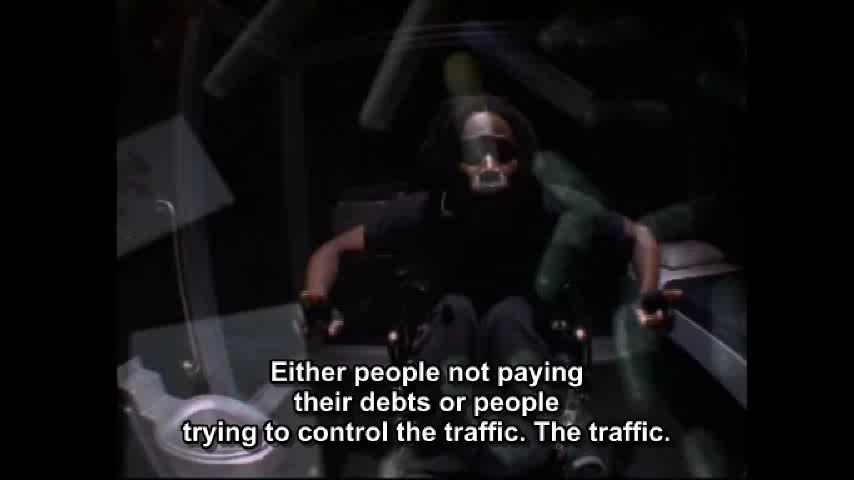 Either people not paying
their debts or people
trying to control the traffic. The traffic.